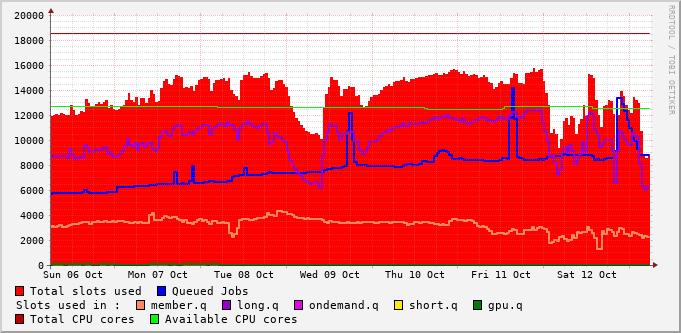 20000
18000
16000
14000
12000
10000
8000
6000
4000
2000
0
Sun 06 Oct Mon 07 Oct Tue 08 Oct Wed 09 Oct Thu 10 Oct Fri 11 Oct Sat 12 Oct
RRDTOOL / TOBI OETIKER
Total slots used Queued Jobs
Slots used in : member.q long.q ondemand.q short.q gpu.q
Total CPU cores Available CPU cores